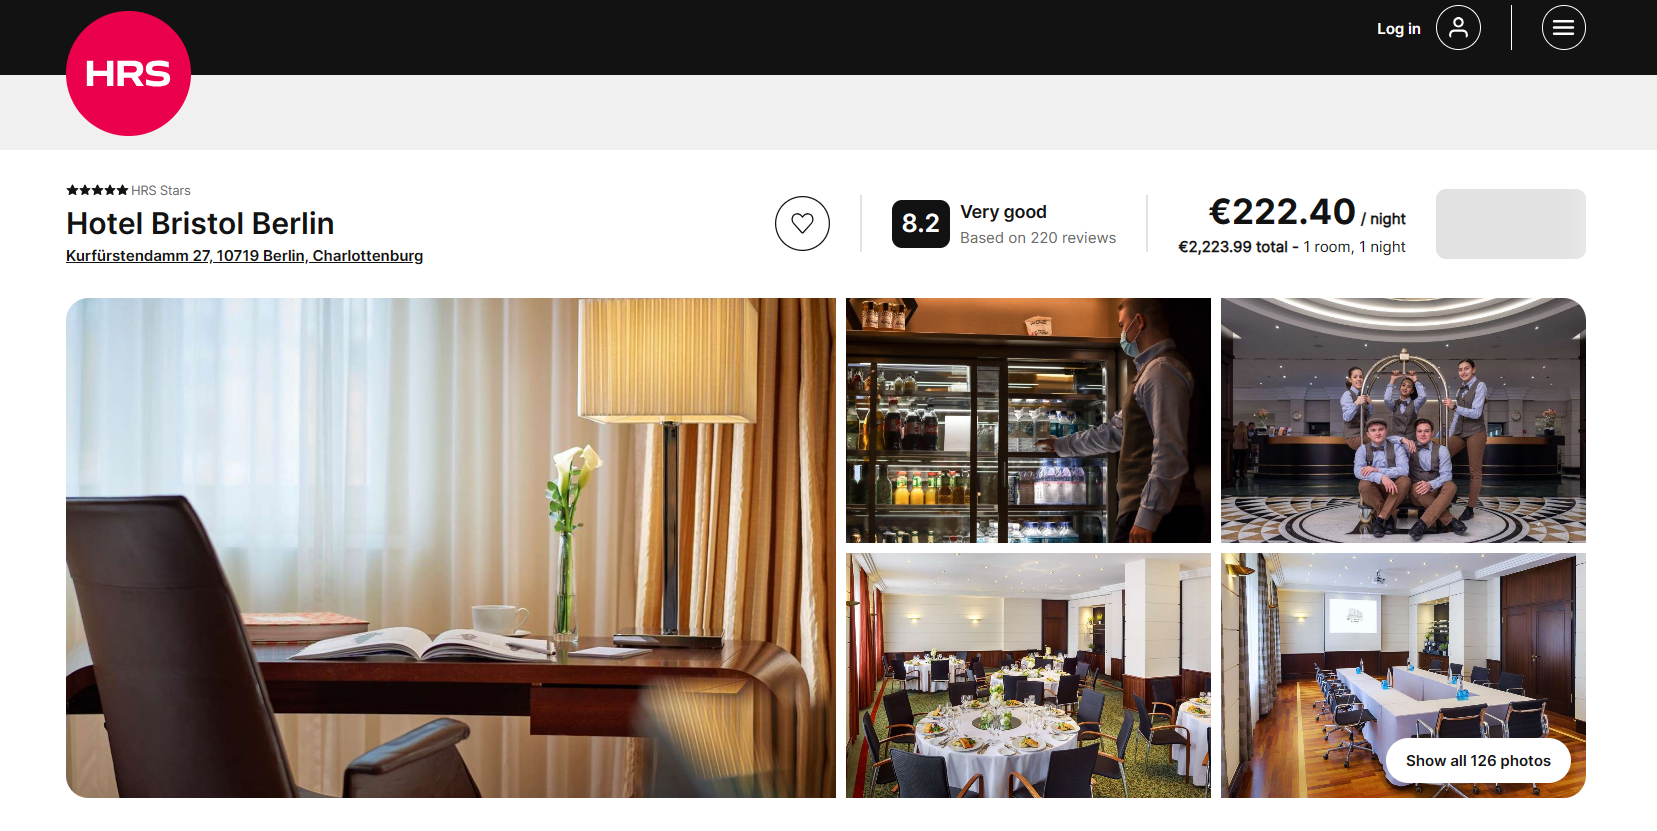 Log in
HRS
HRS Stars
Hotel Bristol Berlin
Kurfürstendamm 27, 10719 Berlin, Charlottenburg
8.2
Very good
Based on 220 reviews
€222.40 / night
€2,223.99 total - 1 room, 1 night
Show all 126 photos